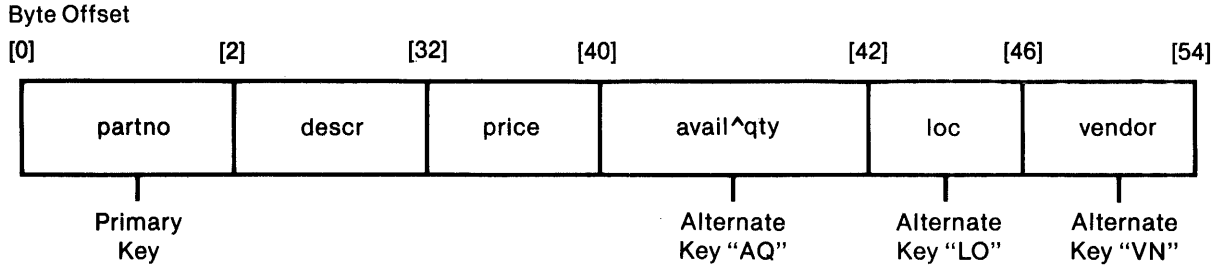 Byte Offset
[0] [2] [32] [40] [42] [46] [54]
partno descr price avail^qty loc vendor
Primary Alternate Alternate Alternate
Key Key "AQ" Key "LO" Key "VN"